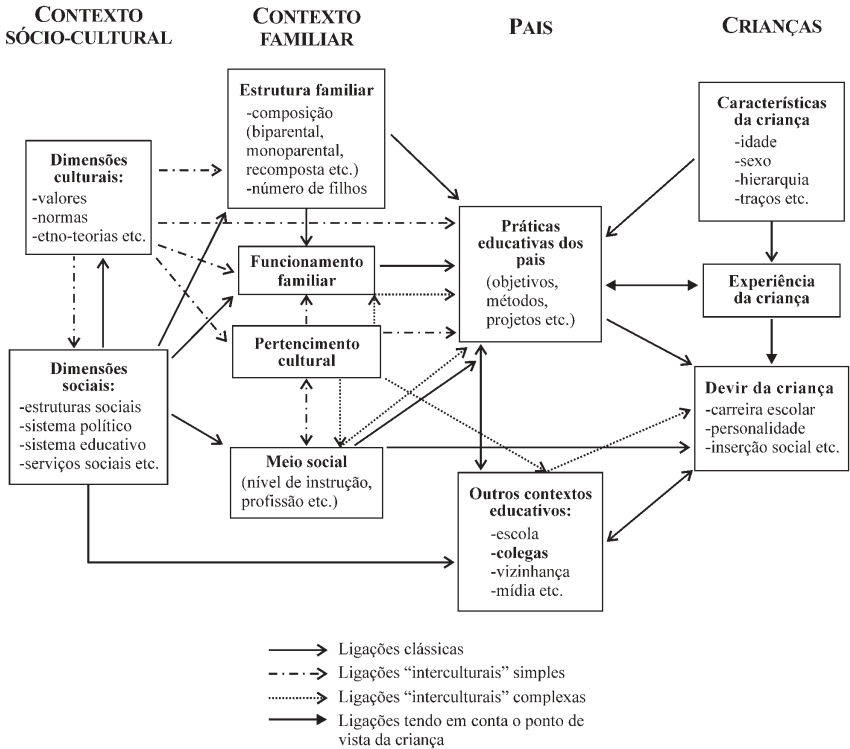 CONTEXTO
SÓCIO-CULTURAL
CONTEXTO
FAMILIAR
PAIS
CRIANÇAS
Dimensões
culturais:
-valores
-normas
-etno-teorias etc.
Dimensões
sociais:
-estruturas sociais
-sistema político
-sistema educativo
-serviços sociais etc.
Estrutura familiar
-composição
(biparental,
monoparental,
recomposta etc.)
-número de filhos
Funcionamento
familiar
Pertencimento
cultural
Meio social
(nível de instrução,
profissão etc.)
Práticas
educativas dos
pais
(objetivos,
métodos,
projetos etc.)
Outros contextos
educativos:
-escola
-colegas
-vizinhança
-mídia etc.
Características
da criança
-idade
-sexo
-hierarquia
-traços etc.
Experiência
da criança
Devir da criança
-carreira escolar
-personalidade
-inserção social etc.
Ligações clássicas
Ligações “interculturais” simples
Ligações “interculturais” complexas
Ligações tendo em conta o ponto de
vista da criança